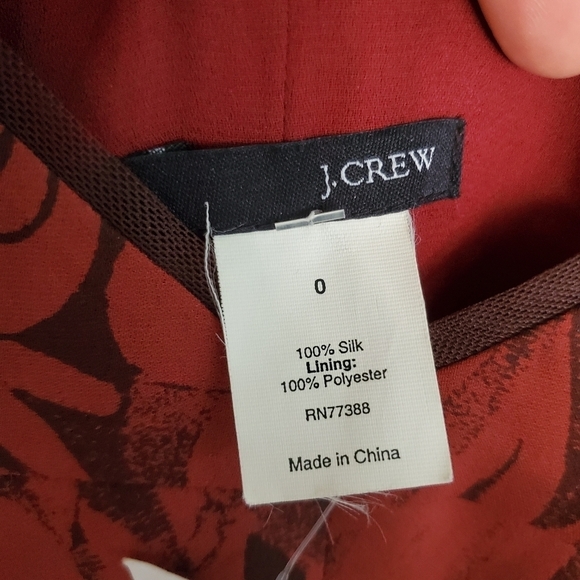 J.CREW
0
100% Silk
Lining:
100% Polyester
RN77388
Made in China